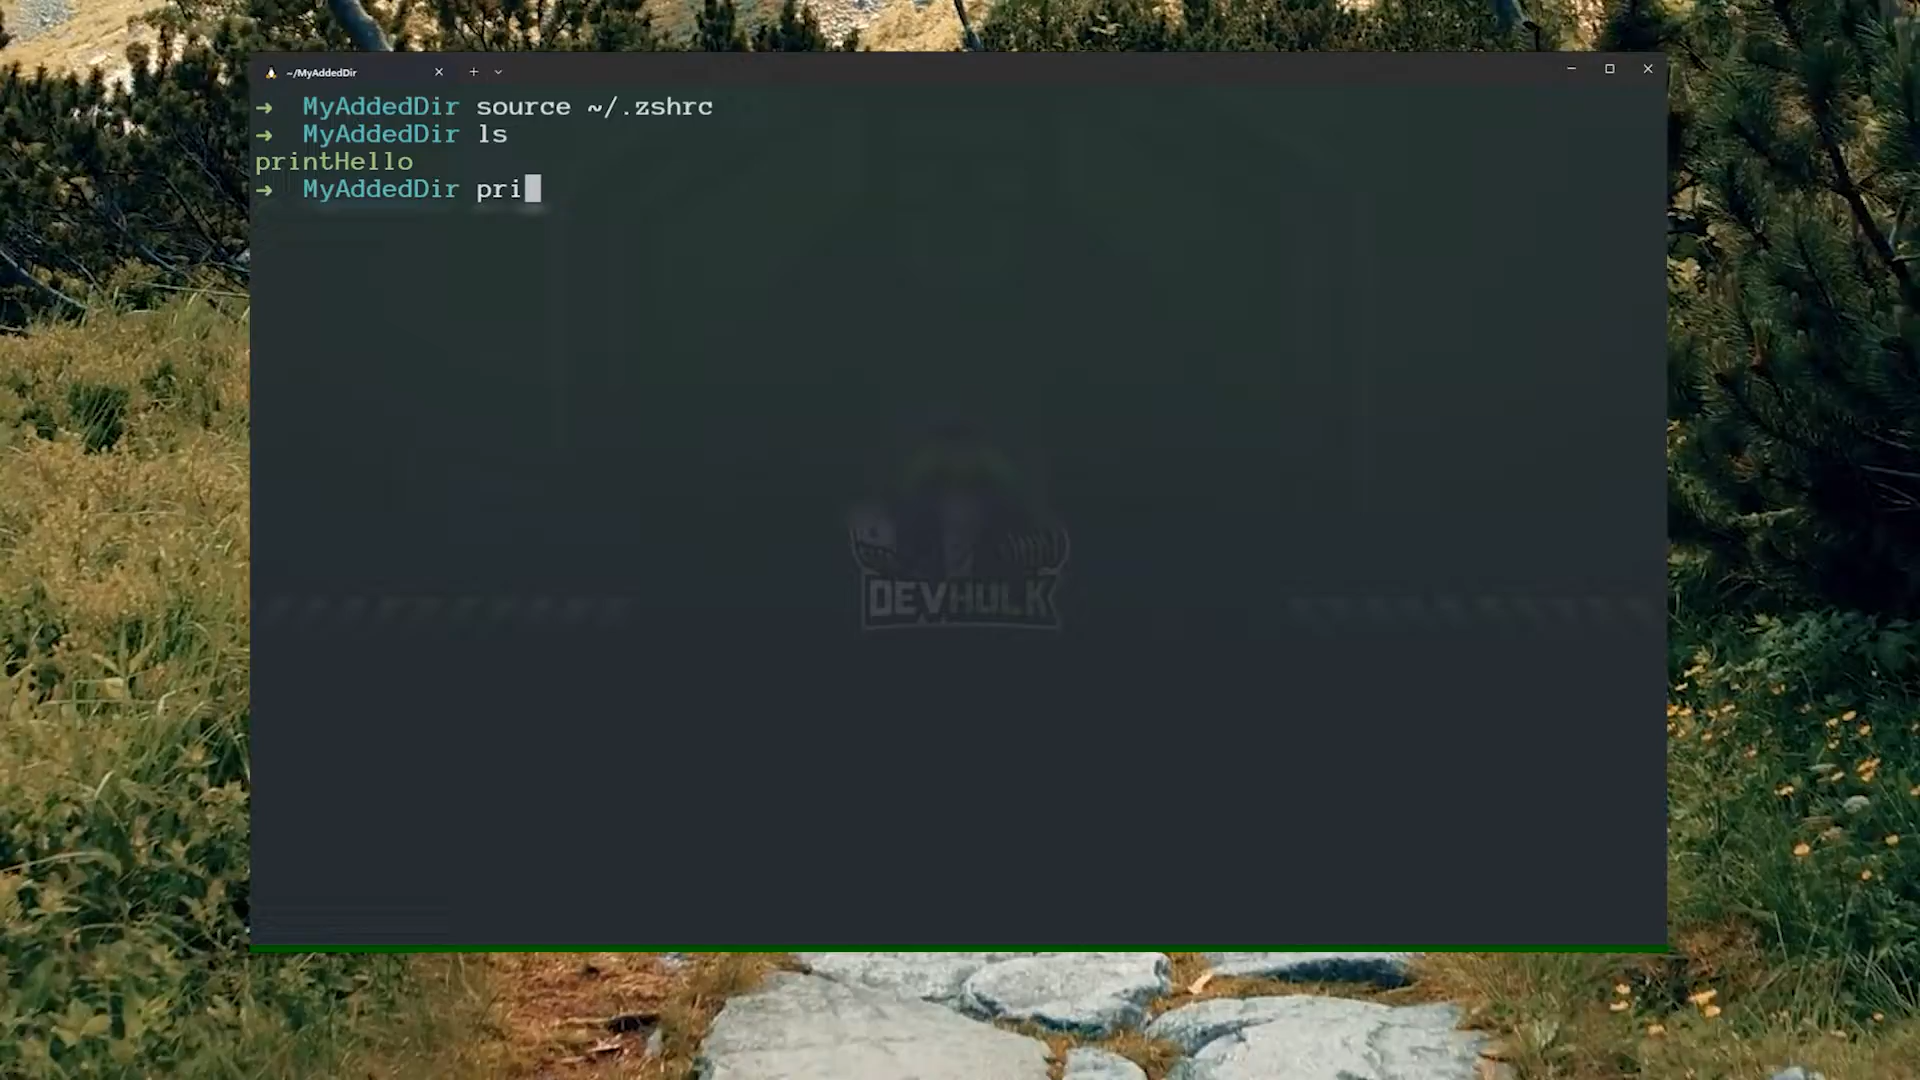 ~/MyAddedDir
➜ MyAddedDir source ~/.zshrc
➜ MyAddedDir ls
printHello
➜ MyAddedDir pri
DEVHULK